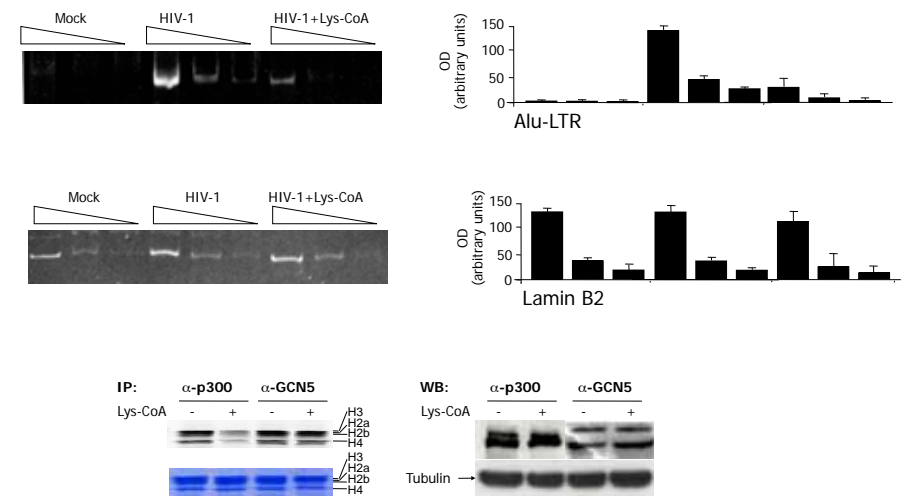 Mock HIV-1 HIV-1+Lys-CoA
OD
(arbitrary units)
150
100
50
0
Alu-LTR
Mock HIV-1 HIV-1+Lys-CoA
OD
(arbitrary units)
150
100
50
0
Lamin B2
IP: α-p300 α-GCN5
Lys-CoA - + - +
H3
H2a
H2b
H4
H3
H2a
H2b
H4
WB: α-p300 α-GCN5
Lys-CoA - + - +
Tubulin